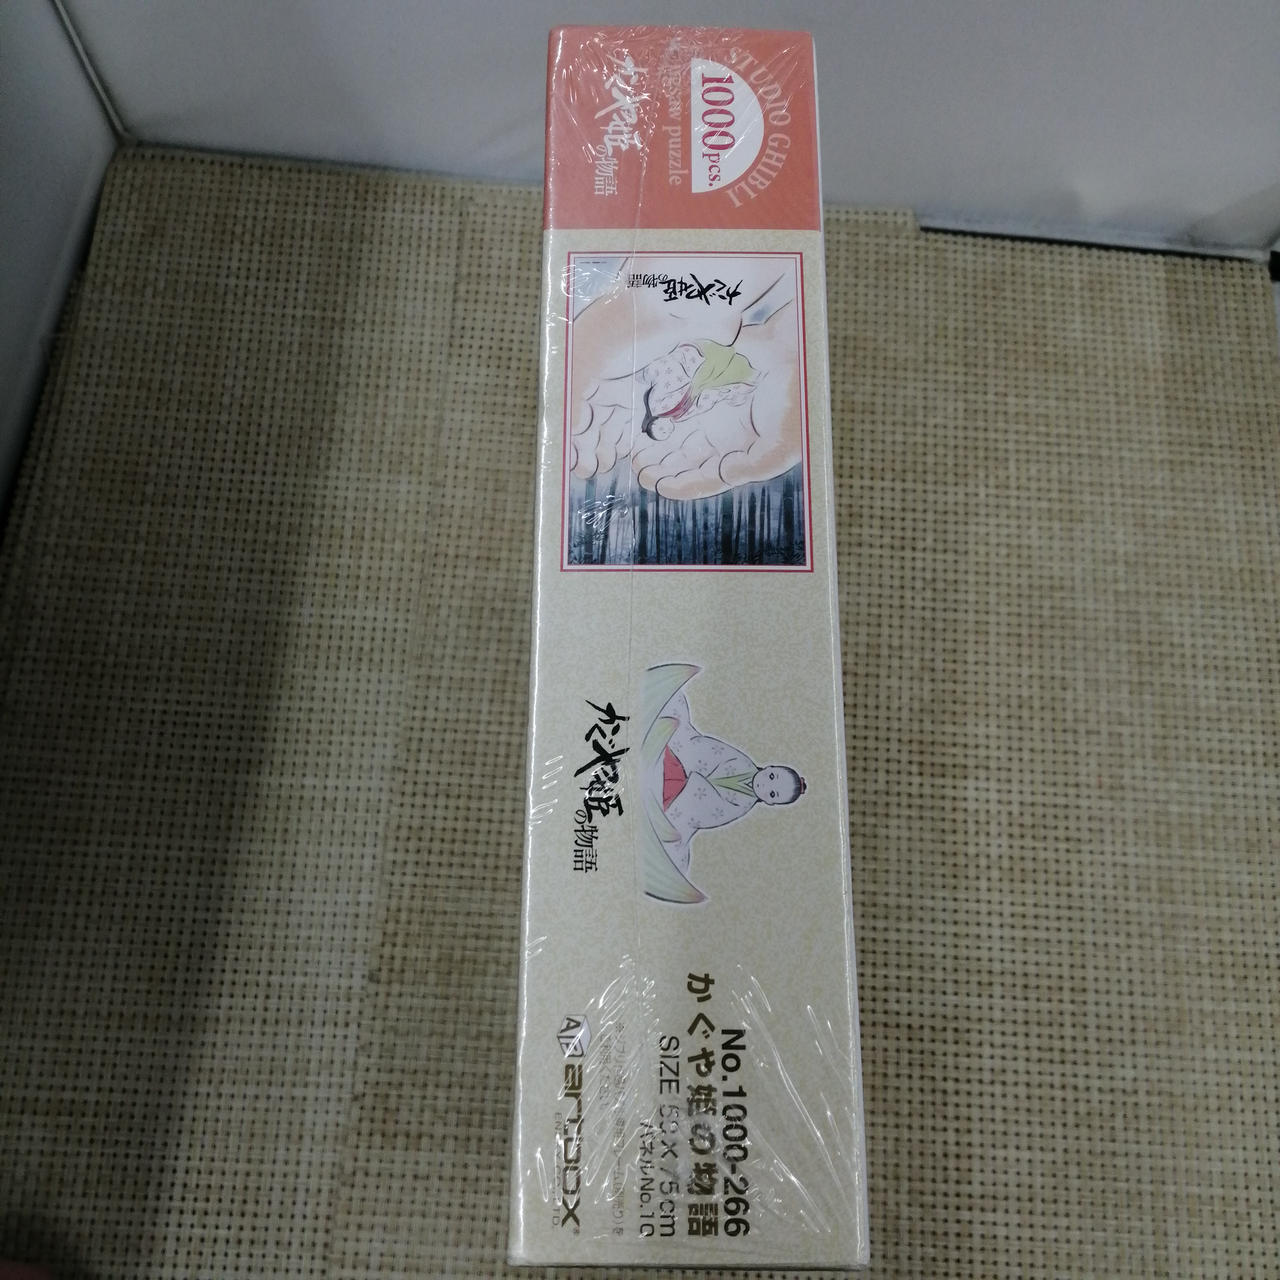 STUDIO GHIBLI
1000pcs.
jigsaw puzzle
かぐや姫の物語
かぐや姫の物語
かぐや姫の物語
No.1000-266
かぐや姫の物語
SIZE 50×75cm
パネルNo.10
artbox